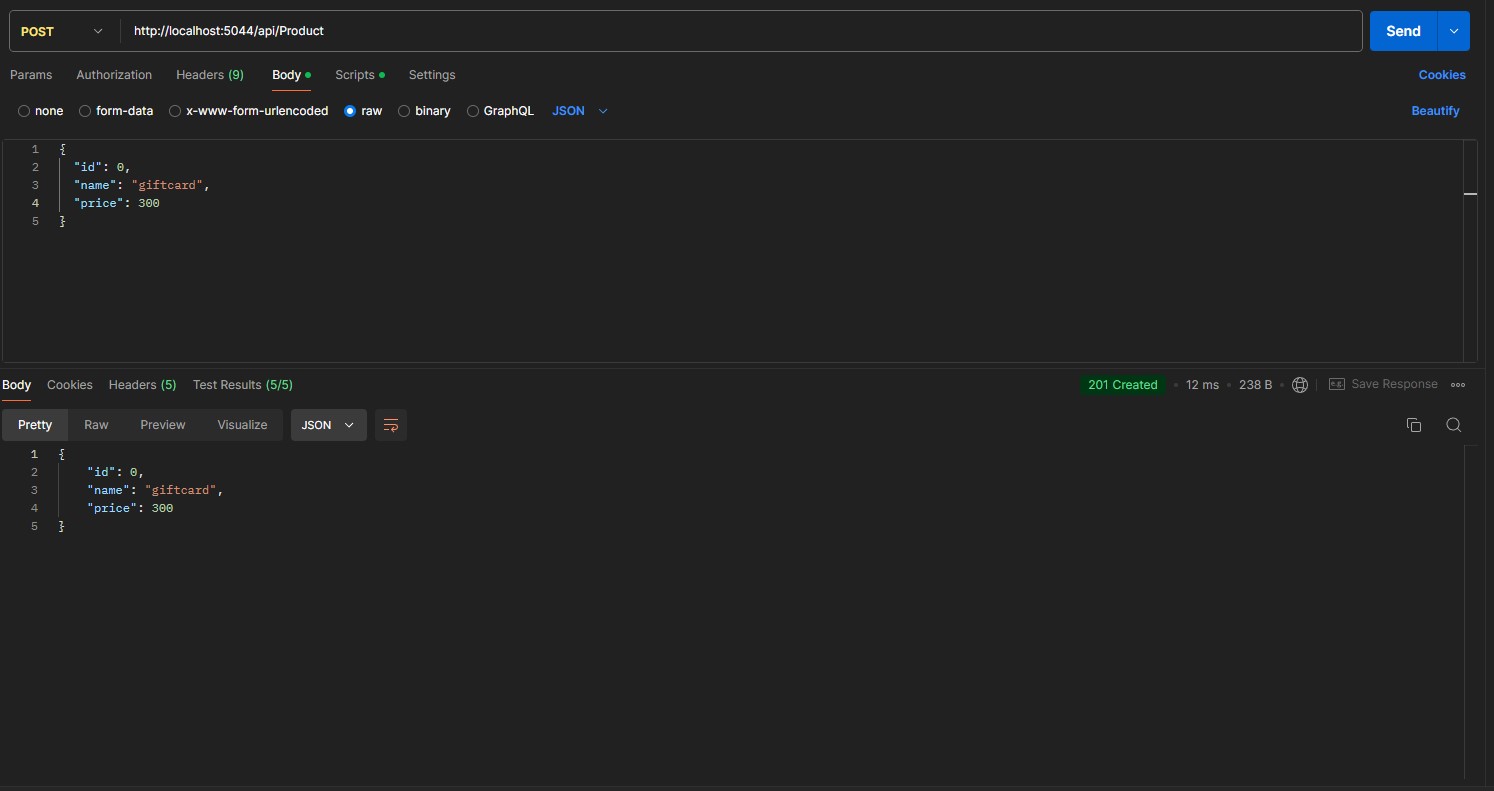 POST http://localhost:5044/api/Product Send
Params Authorization Headers (9) Body Scripts Settings Cookies
none form-data x-www-form-urlencoded raw binary GraphQL JSON Beautify
1 {
2 "id": 0,
3 "name": "giftcard",
4 "price": 300
5 }
Body Cookies Headers (5) Test Results (5/5) 201 Created 12 ms 238 B e.g. Save Response
Pretty Raw Preview Visualize JSON
1 {
2 "id": 0,
3 "name": "giftcard",
4 "price": 300
5 }